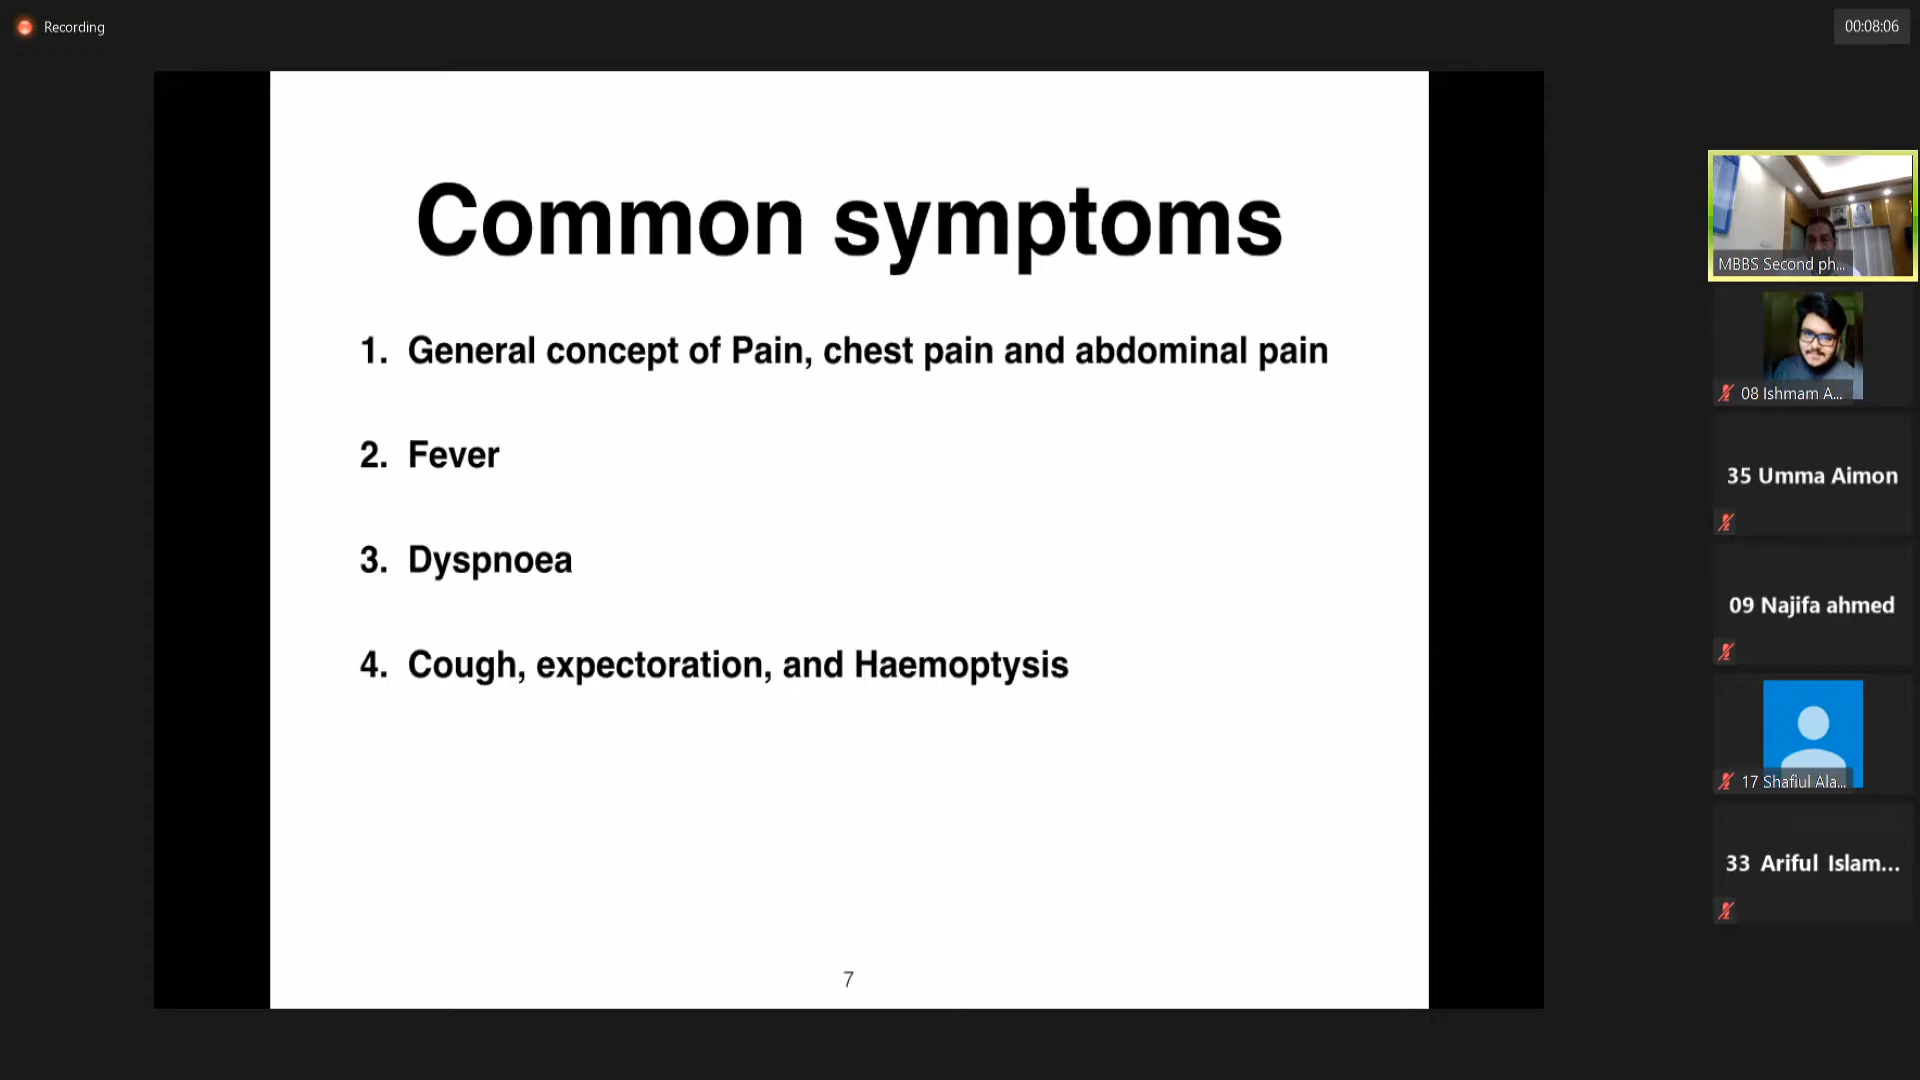 Recording
00:08:06
Common symptoms
1. General concept of Pain, chest pain and abdominal pain
2. Fever
3. Dyspnoea
4. Cough, expectoration, and Haemoptysis
7
MBBS Second ph...
08 Ishmam A...
35 Umma Aimon
09 Najifa ahmed
17 Shafiul Ala...
33 Ariful Islam...